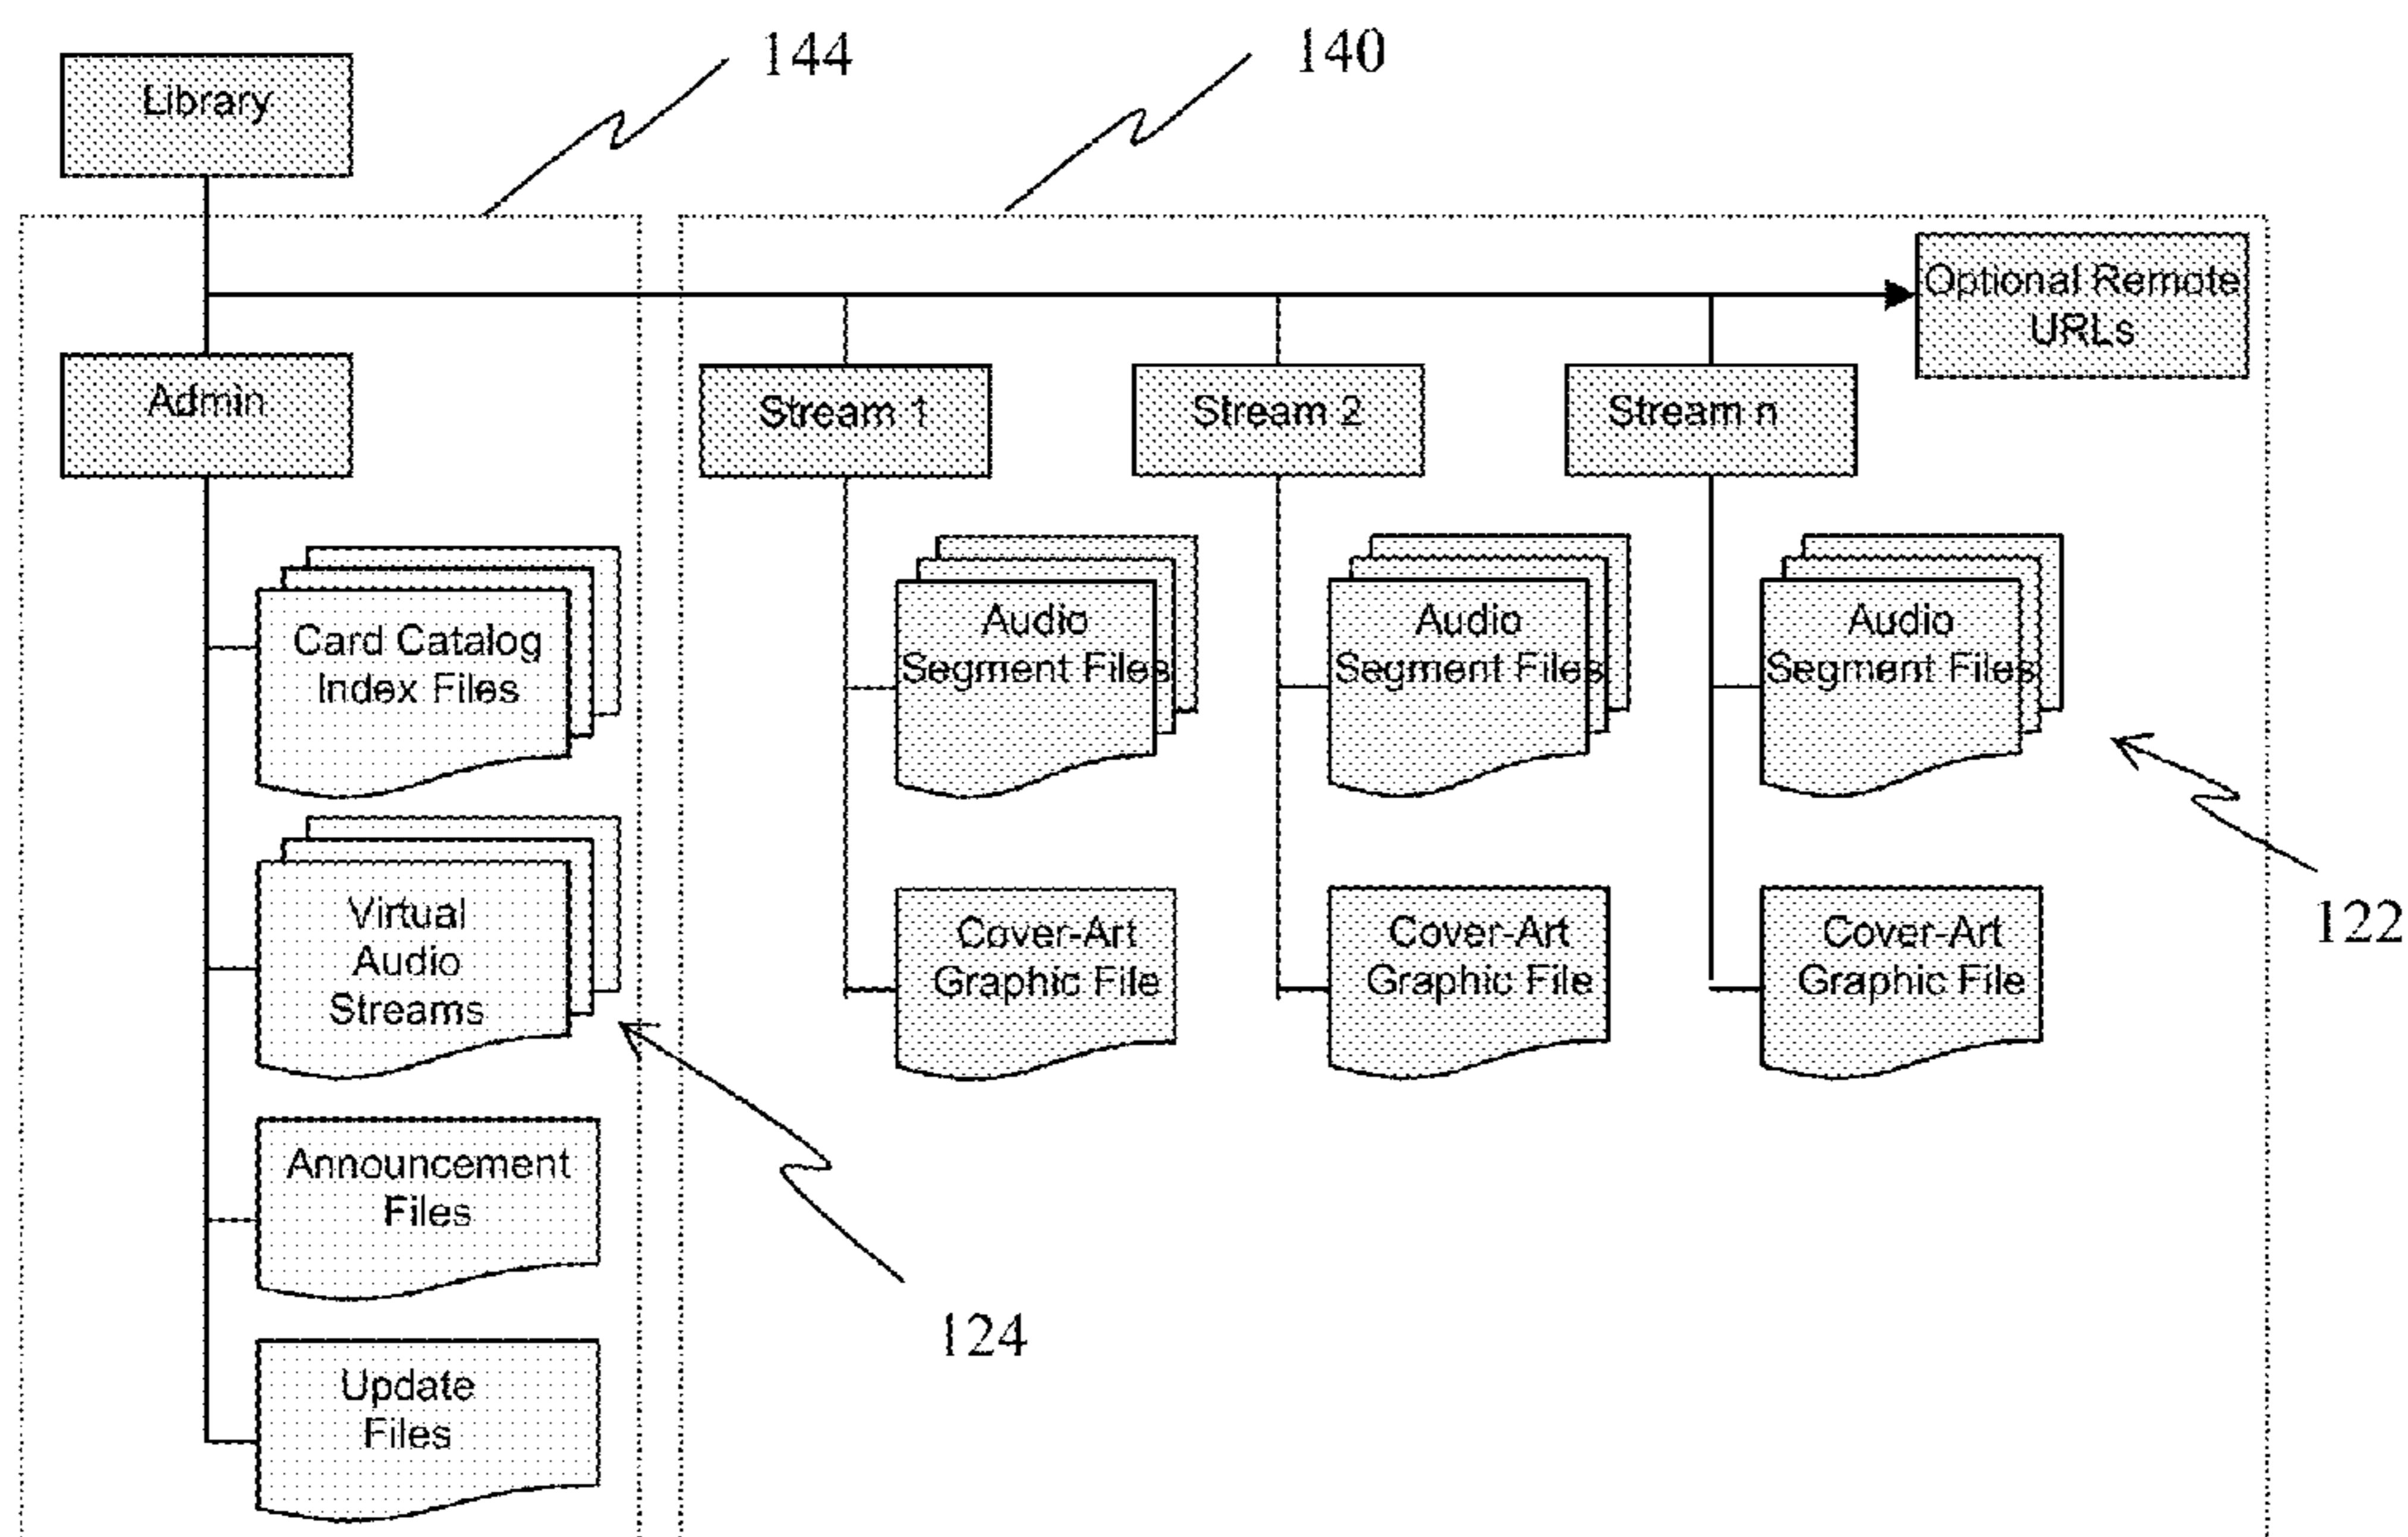 144
140
Library
Optional Remote
URLs
Admin
Stream 1
Stream 2
Stream n
Card Catalog
Index Files
Audio
Segment Files
Audio
Segment Files
Audio
Segment Files
Virtual
Audio
Streams
Cover-Art
Graphic File
Cover-Art
Graphic File
Cover-Art
Graphic File
122
Announcement
Files
124
Update
Files